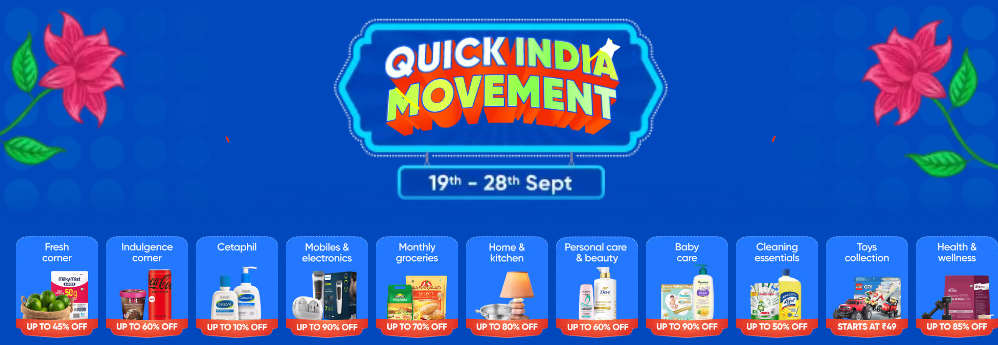 QUICK INDIA
MOVEMENT
19th - 28th Sept
Fresh
corner
UP TO 45% OFF
Indulgence
corner
UP TO 60% OFF
Cetaphil
UP TO 10% OFF
Mobiles &
electronics
UP TO 90% OFF
Monthly
groceries
UP TO 70% OFF
Home &
kitchen
UP TO 80% OFF
Personal care
& beauty
UP TO 60% OFF
Baby
care
UP TO 90% OFF
Cleaning
essentials
UP TO 50% OFF
Toys
collection
STARTS AT ₹49
Health &
wellness
UP TO 85% OFF